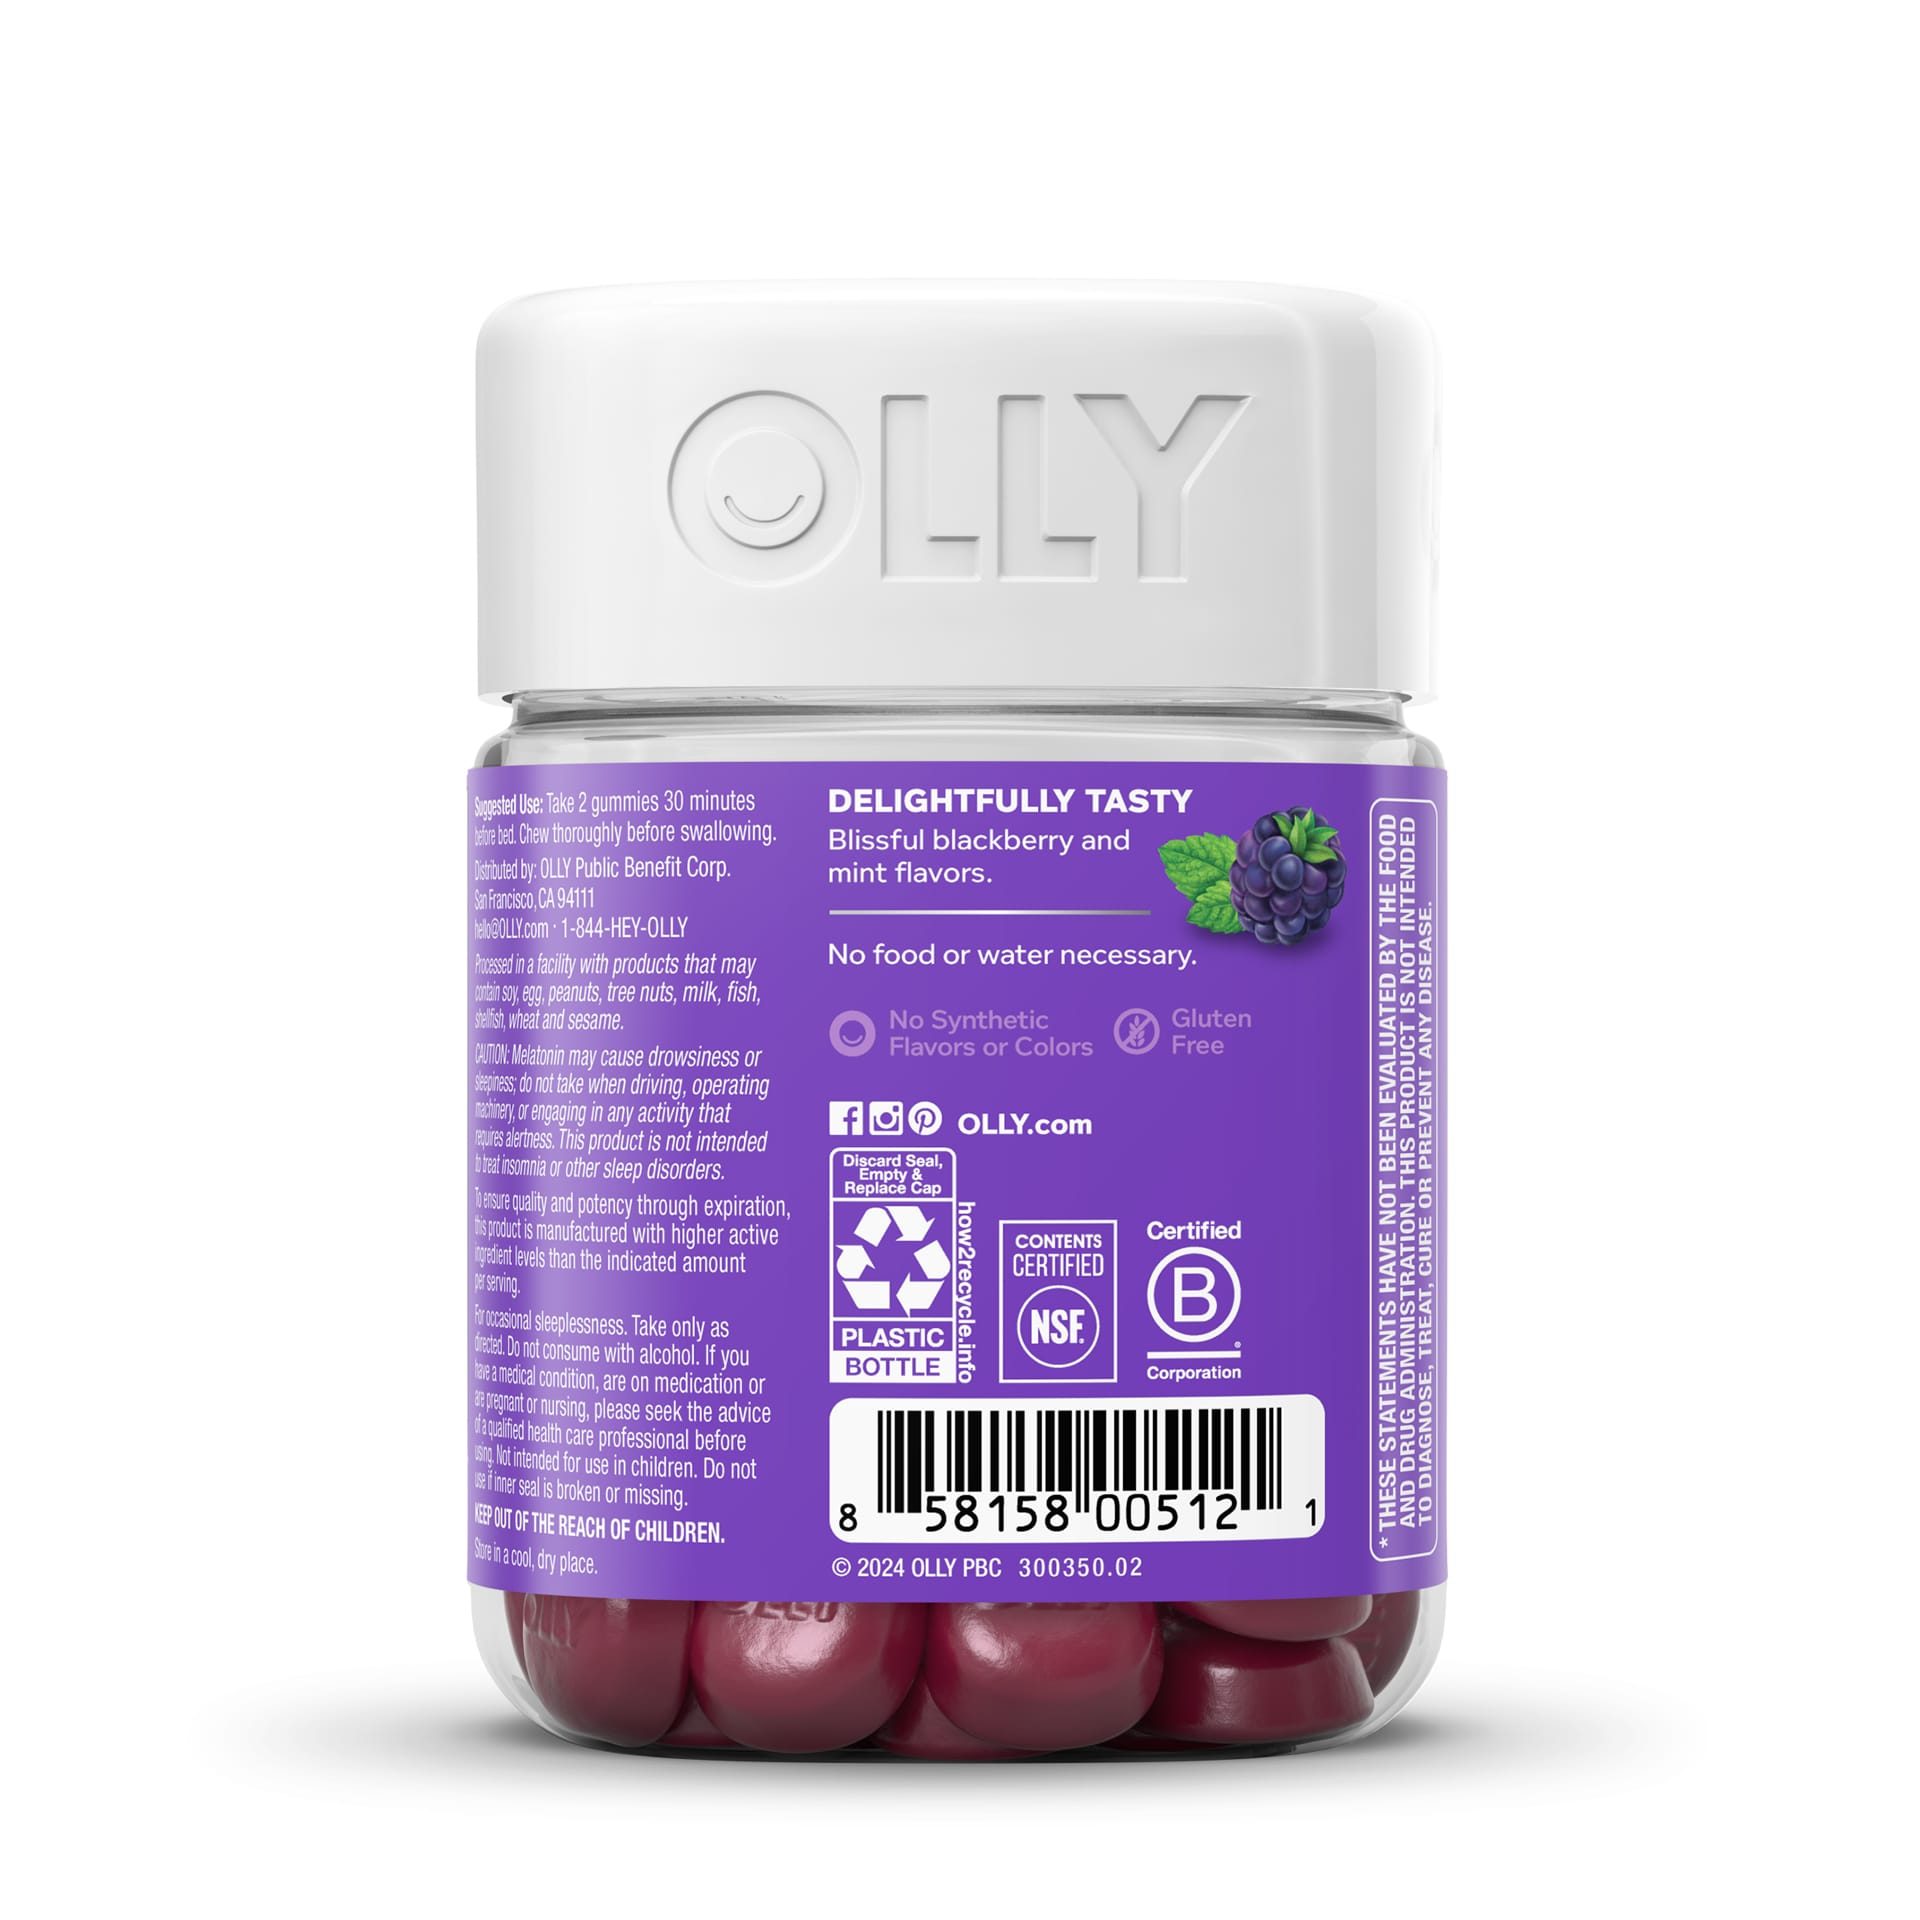 OLLY
Suggested Use: Take 2 gummies 30 minutes
before bed. Chew thoroughly before swallowing.
Distributed by: OLLY Public Benefit Corp.
San Francisco, CA 94111
hello@OLLY.com · 1-844-HEY-OLLY
Processed in a facility with products that may
contain soy, egg, peanuts, tree nuts, milk, fish,
shellfish, wheat and sesame.
CAUTION: Melatonin may cause drowsiness or
sleepiness; do not take when driving, operating
machinery, or engaging in any activity that
requires alertness. This product is not intended
to treat insomnia or other sleep disorders.
To ensure quality and potency through expiration,
this product is manufactured with higher active
ingredient levels than the indicated amount
per serving.
For occasional sleeplessness. Take only as
directed. Do not consume with alcohol. If you
have a medical condition, are on medication or
are pregnant or nursing, please seek the advice
of a qualified health care professional before
using. Not intended for use in children. Do not
use if inner seal is broken or missing.
KEEP OUT OF THE REACH OF CHILDREN.
Store in a cool, dry place.
DELIGHTFULLY TASTY
Blissful blackberry and
mint flavors.
No food or water necessary.
No Synthetic
Flavors or Colors
Gluten
Free
OLLY.com
Discard Seal,
Empty &
Replace Cap
PLASTIC
BOTTLE
how2recycle.info
CONTENTS
CERTIFIED
NSF.
Certified
B
®
Corporation
8 58158 00512 1
© 2024 OLLY PBC 300350.02
* THESE STATEMENTS HAVE NOT BEEN EVALUATED BY THE FOOD
AND DRUG ADMINISTRATION. THIS PRODUCT IS NOT INTENDED
TO DIAGNOSE, TREAT, CURE OR PREVENT ANY DISEASE.
OLLY
OLLY